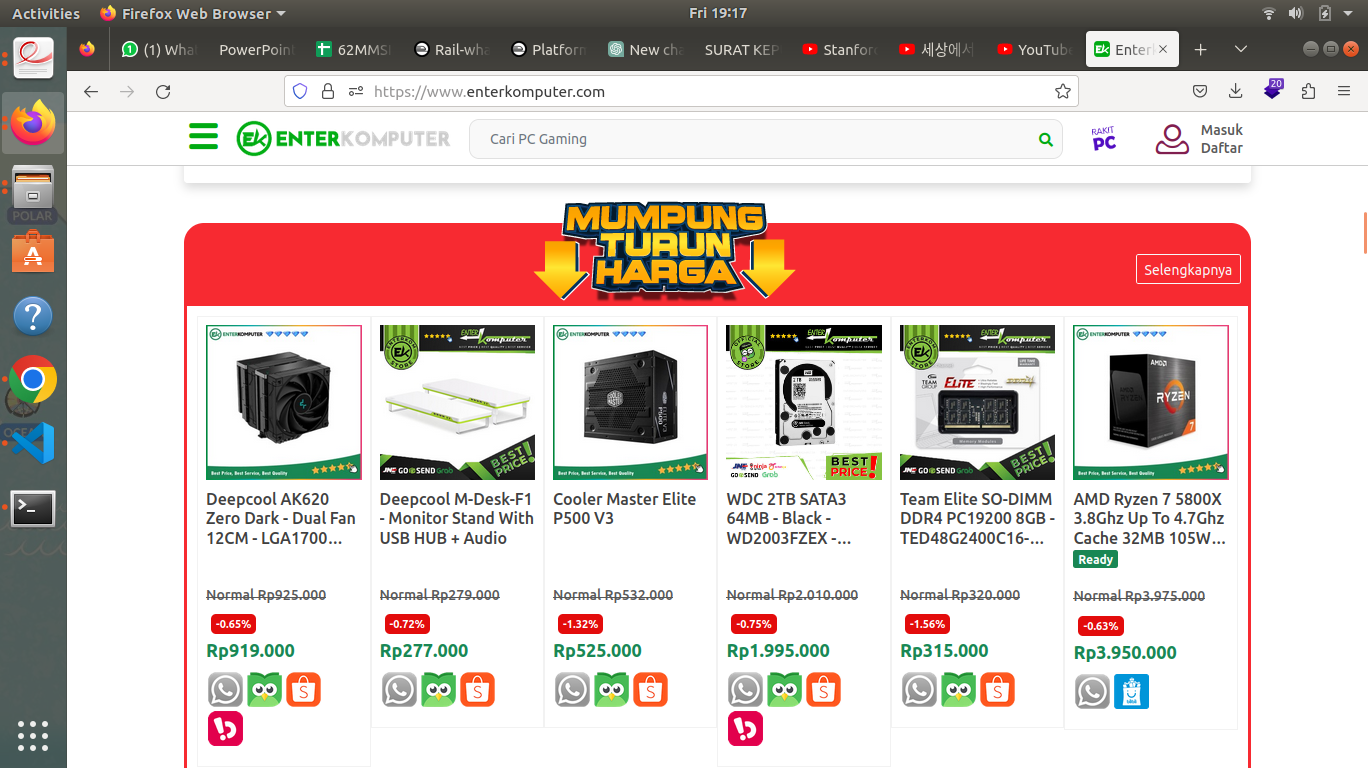 Activities
Firefox Web Browser
Fri 19:17
(1) Wha
PowerPoint
62MMS
Rail-wha
Platform
New cha
SURAT KEP
Stanfor
세상에서
YouTube
Enterk
https://www.enterkomputer.com
20
ENTERKOMPUTER
Cari PC Gaming
RAKIT
PC
Masuk
Daftar
POLAR
OCEA
MUMPUNG
TURUN
HARGA
Selengkapnya
Deepcool AK620
Zero Dark - Dual Fan
12CM - LGA1700...
Normal Rp925.000
-0.65%
Rp919.000
Deepcool M-Desk-F1
- Monitor Stand With
USB HUB + Audio
Normal Rp279.000
-0.72%
Rp277.000
Cooler Master Elite
P500 V3
Normal Rp532.000
-1.32%
Rp525.000
WDC 2TB SATA3
64MB - Black -
WD2003FZEX -...
Normal Rp2.010.000
-0.75%
Rp1.995.000
Team Elite SO-DIMM
DDR4 PC19200 8GB -
TED48G2400C16-...
Normal Rp320.000
-1.56%
Rp315.000
AMD Ryzen 7 5800X
3.8Ghz Up To 4.7Ghz
Cache 32MB 105W...
Ready
Normal Rp3.975.000
-0.63%
Rp3.950.000